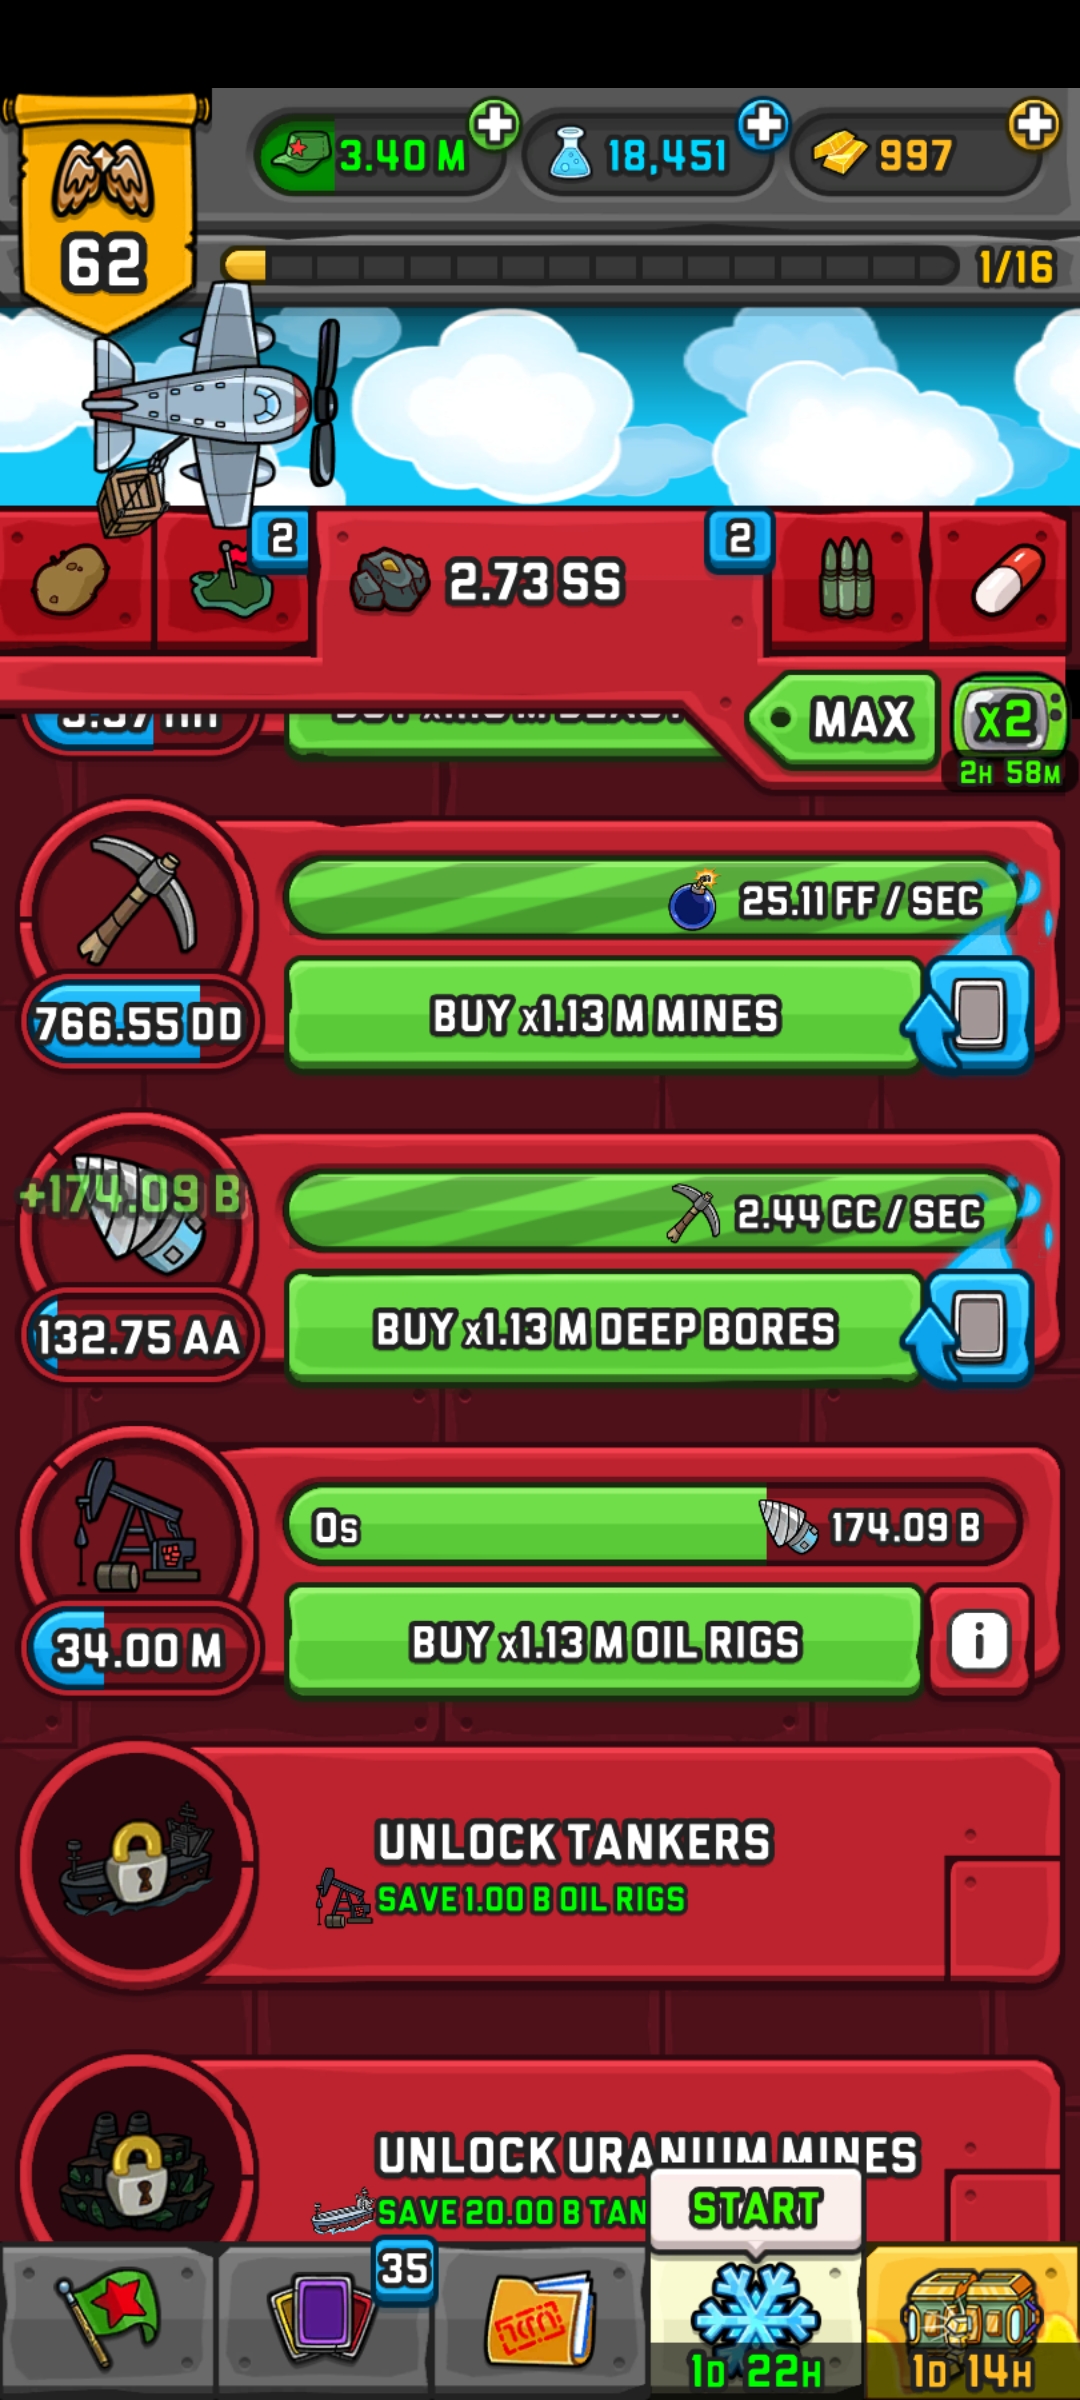 3.40 M
18,451
997
62
1/16
2
2.73 SS
2
MAX
x2
2H 58M
25.11 FF / SEC
766.55 DD
BUY x1.13 M MINES
+174.09 B
2.44 CC / SEC
132.75 AA
BUY x1.13 M DEEP BORES
0s
174.09 B
34.00 M
BUY x1.13 M OIL RIGS
i
UNLOCK TANKERS
SAVE 1.00 B OIL RIGS
UNLOCK URANIUM MINES
SAVE 20.00 B TAN
START
35
1D 22H
1D 14H